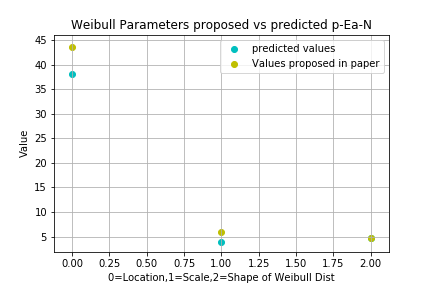 Weibull Parameters proposed vs predicted p-Ea-N
predicted values
Values proposed in paper
Value
45
40
35
30
25
20
15
10
5
0.00 0.25 0.50 0.75 1.00 1.25 1.50 1.75 2.00
0=Location,1=Scale,2=Shape of Weibull Dist